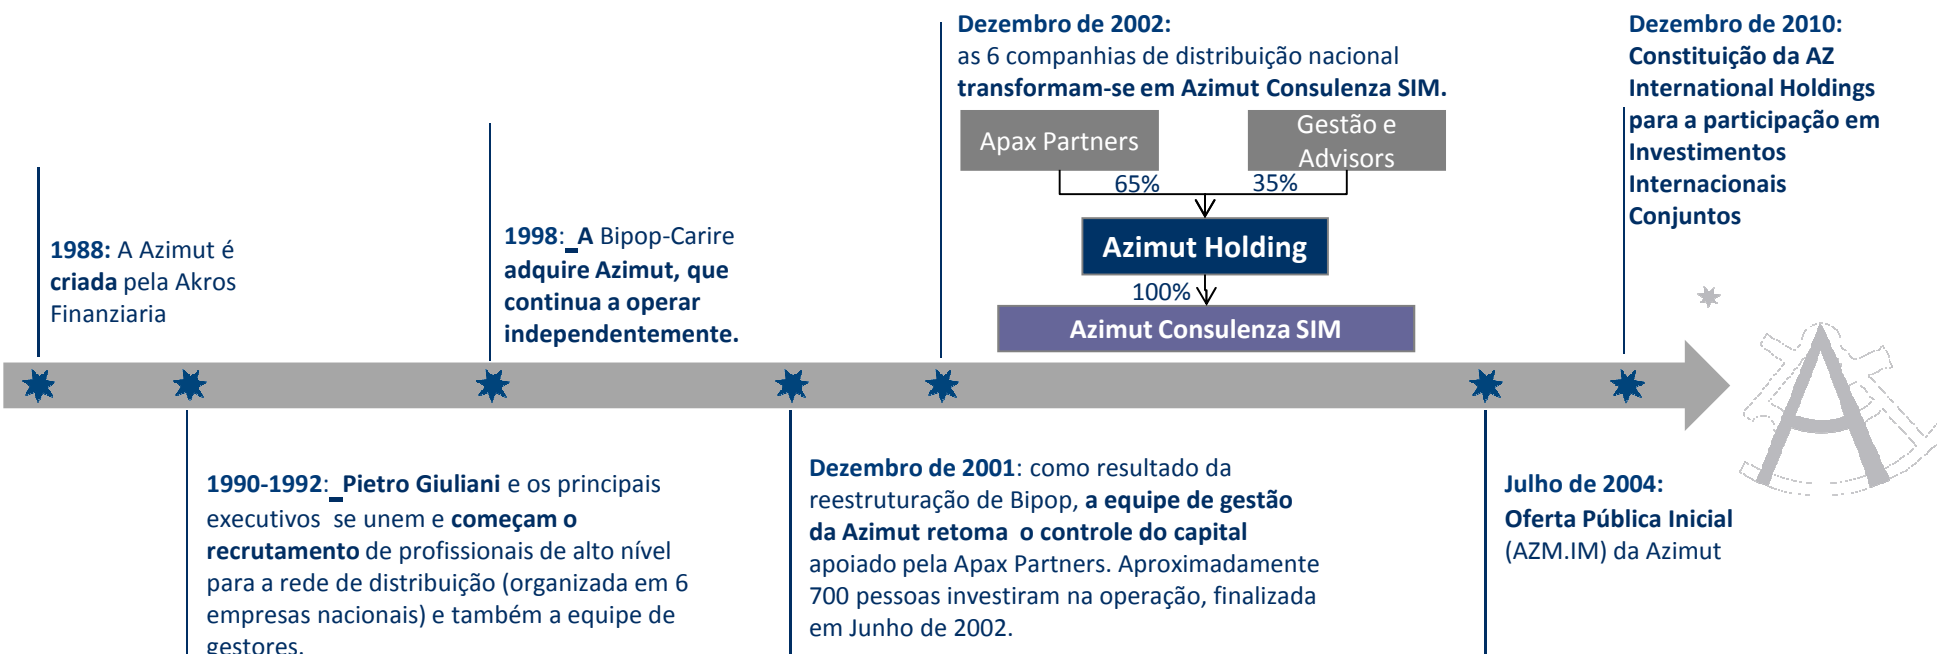 1988: A Azimut é
criada pela Akros
Finanziaria
1990-1992: Pietro Giuliani e os principais
executivos se unem e começam o
recrutamento de profissionais de alto nível
para a rede de distribuição (organizada em 6
empresas nacionais) e também a equipe de
gestores.
1998: A Bipop-Carire
adquire Azimut, que
continua a operar
independentemente.
Dezembro de 2001: como resultado da
reestruturação de Bipop, a equipe de gestão
da Azimut retoma o controle do capital
apoiado pela Apax Partners. Aproximadamente
700 pessoas investiram na operação, finalizada
em Junho de 2002.
Dezembro de 2002:
as 6 companhias de distribuição nacional
transformam-se em Azimut Consulenza SIM.
Apax Partners
Gestão e
Advisors
65%
35%
Azimut Holding
100%
Azimut Consulenza SIM
Julho de 2004:
Oferta Pública Inicial
(AZM.IM) da Azimut
Dezembro de 2010:
Constituição da AZ
International Holdings
para a participação em
Investimentos
Internacionais
Conjuntos